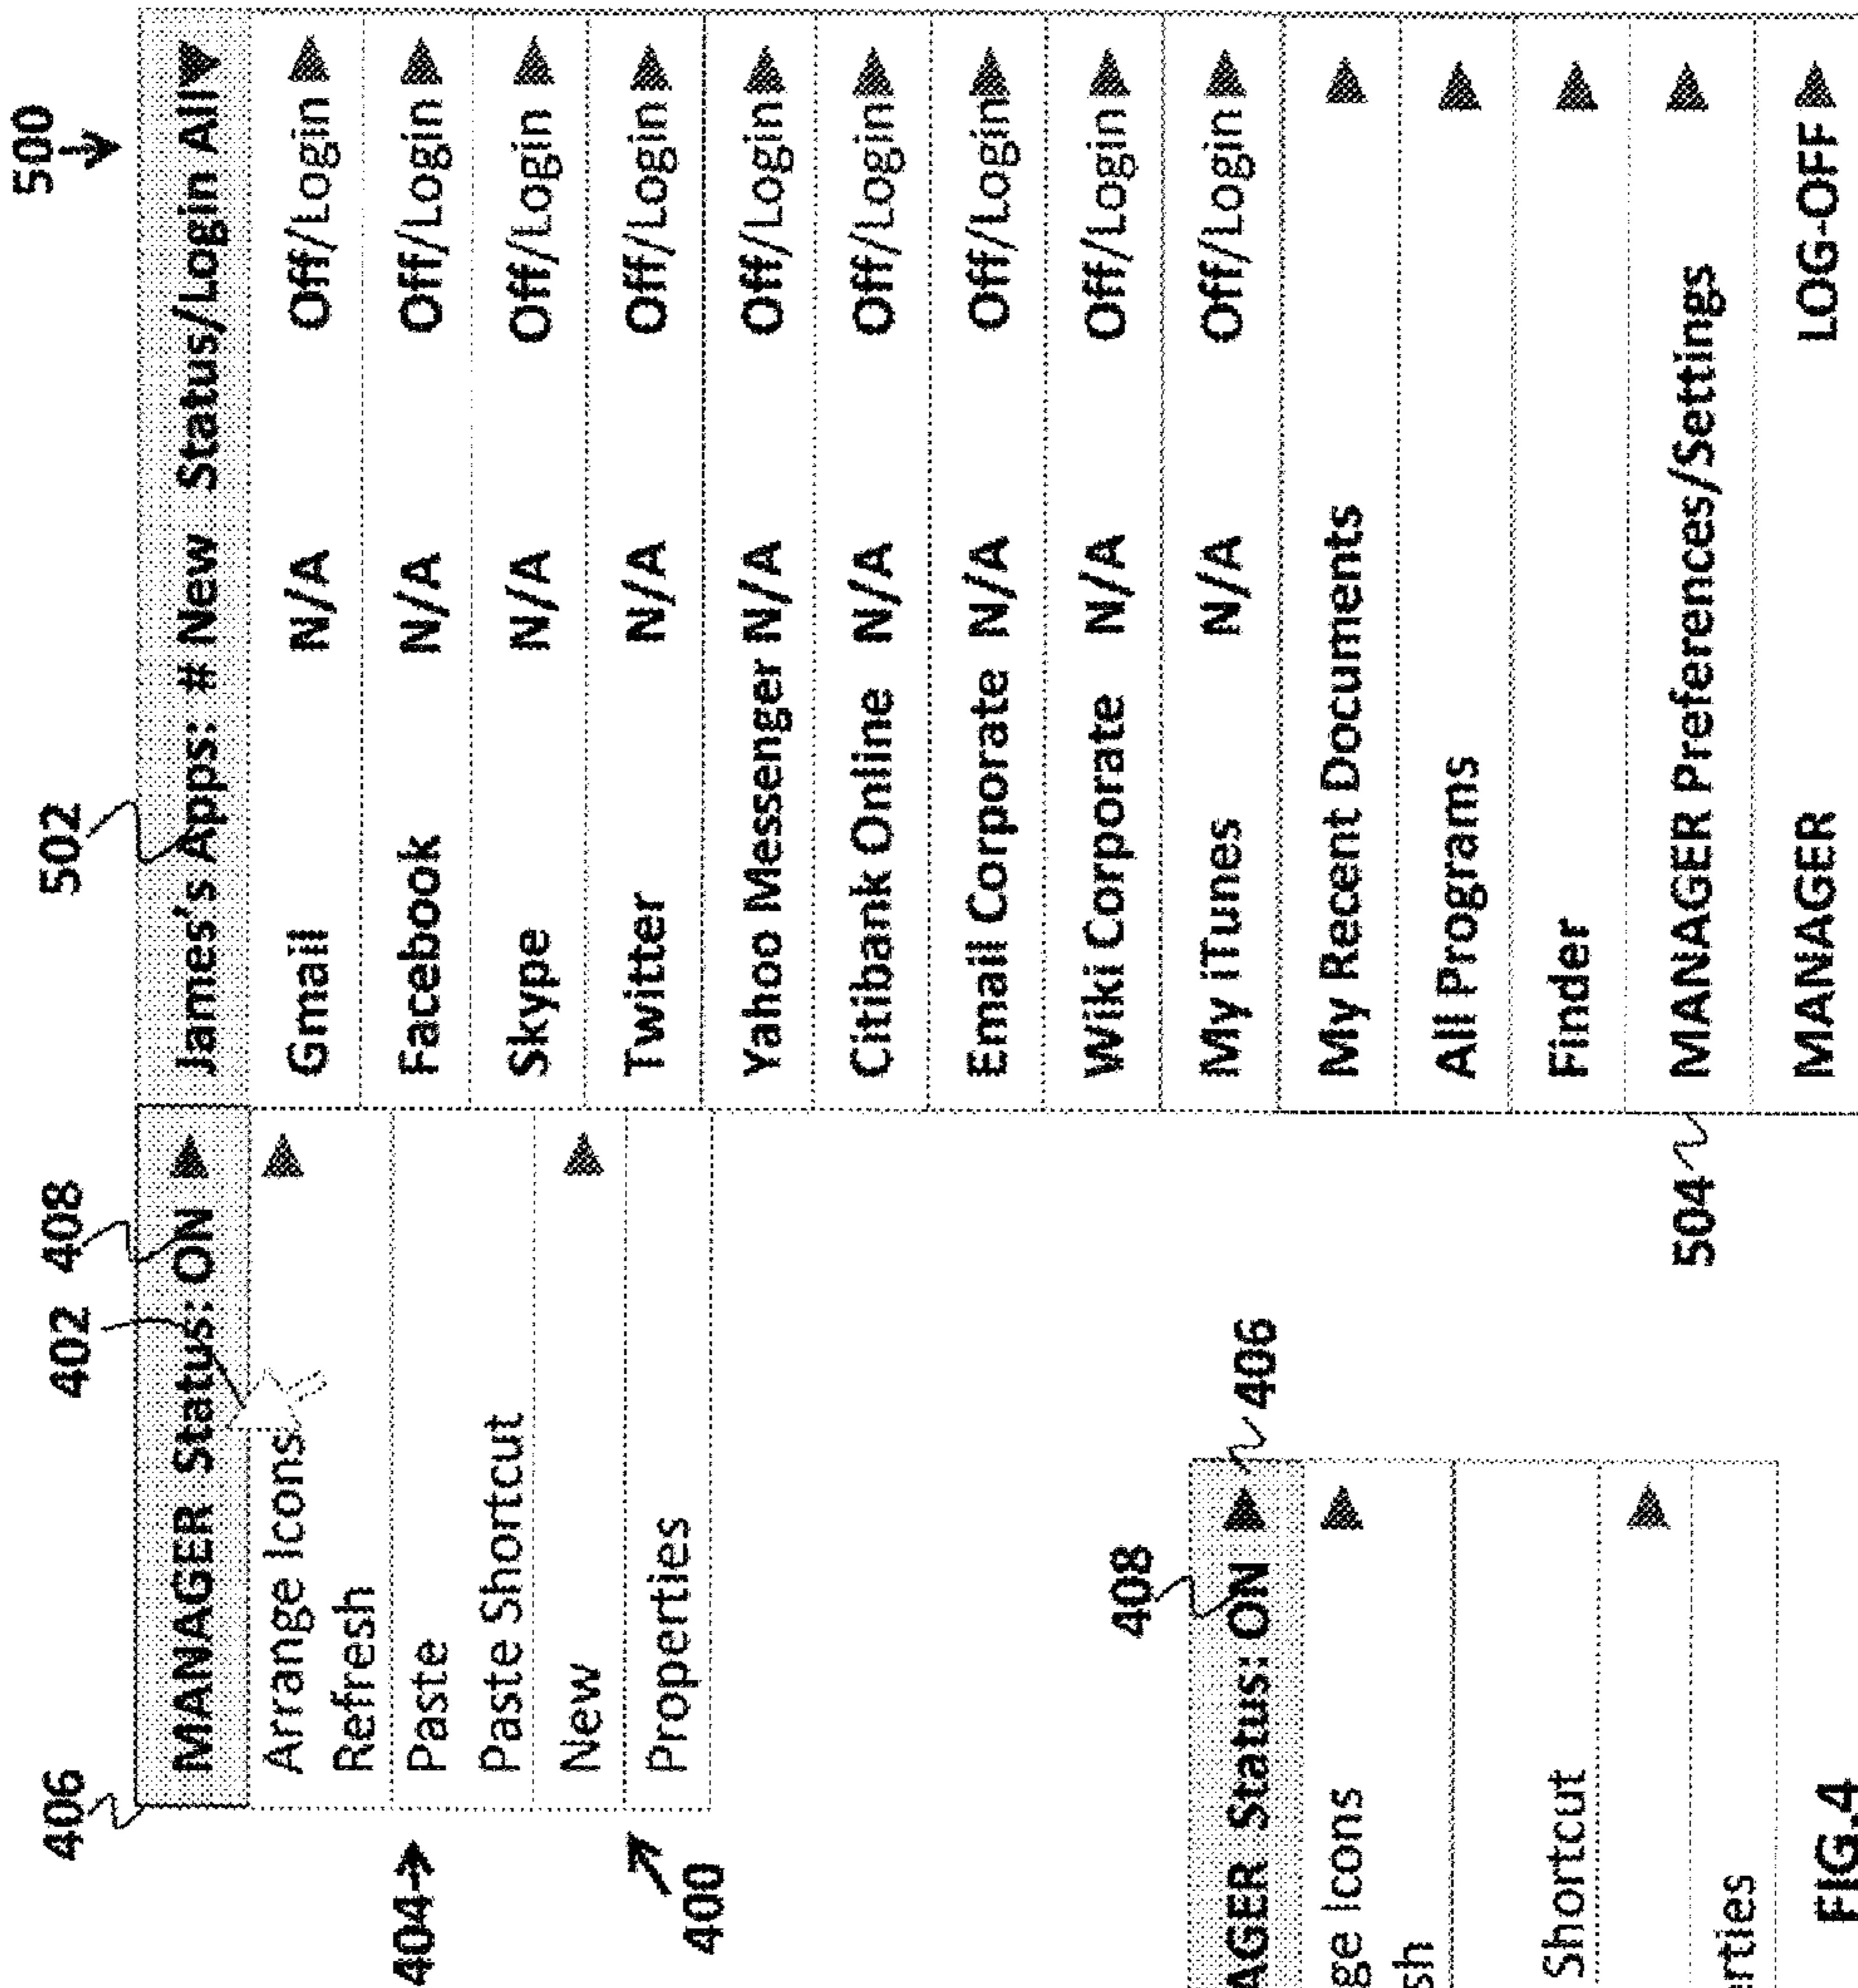 500
502
408
402
406
James's Apps: # New Status/Login All
Gmail N/A Off/Login
Facebook N/A Off/Login
Skype N/A Off/Login
Twitter N/A Off/Login
Yahoo Messenger N/A Off/Login
Citibank Online N/A Off/Login
Email Corporate N/A Off/Login
Wiki Corporate N/A Off/Login
My iTunes N/A Off/Login
My Recent Documents
All Programs
Finder
MANAGER Preferences/Settings
MANAGER LOG-OFF
504
MANAGER Status: ON
Arrange Icons
Refresh
Paste
Paste Shortcut
New
Properties
404
400
408
406
AGER Status: ON
ge Icons
sh
Shortcut
rties
FIG.4